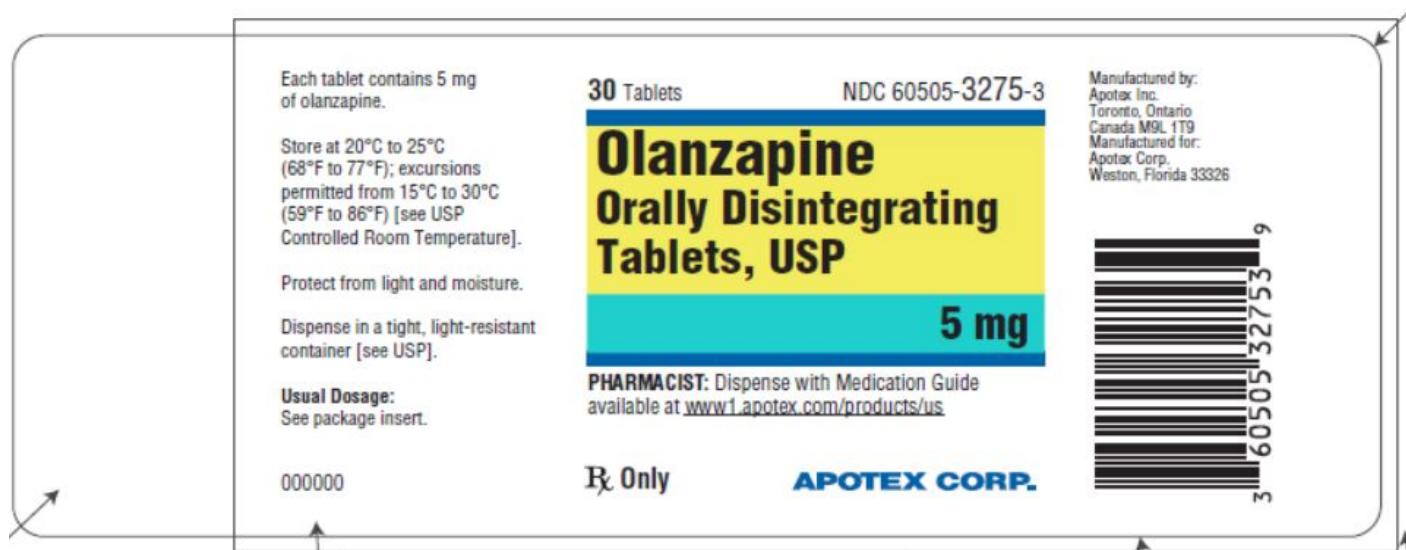 Each tablet contains 5 mg
of olanzapine.
Store at 20°C to 25°C
(68°F to 77°F); excursions
permitted from 15°C to 30°C
(59°F to 86°F) [see USP
Controlled Room Temperature].
Protect from light and moisture.
Dispense in a tight, light-resistant
container [see USP].
Usual Dosage:
See package insert.
000000
30 Tablets
NDC 60505-3275-3
Olanzapine
Orally Disintegrating
Tablets, USP
5 mg
PHARMACIST: Dispense with Medication Guide
available at www1.apotex.com/products/us
℞ Only
APOTEX CORP.
Manufactured by:
Apotex Inc.
Toronto, Ontario
Canada M9L 1T9
Manufactured for:
Apotex Corp.
Weston, Florida 33326
3 60505 32753 9